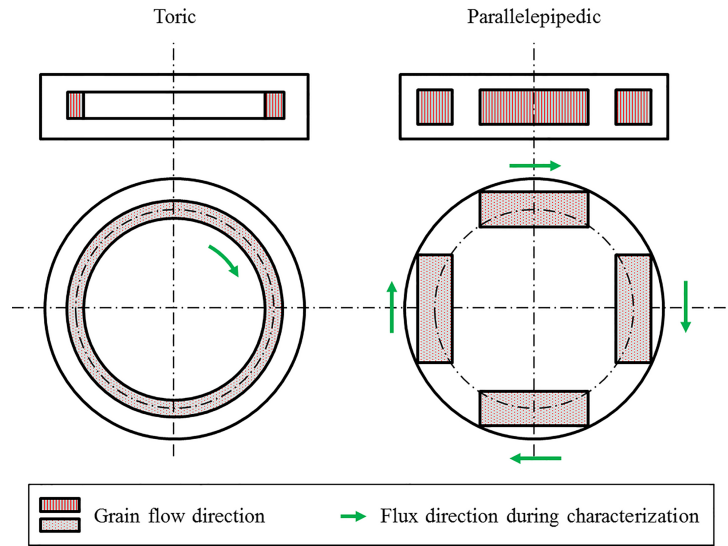 Toric
Parallelepipedic
Grain flow direction
Flux direction during characterization